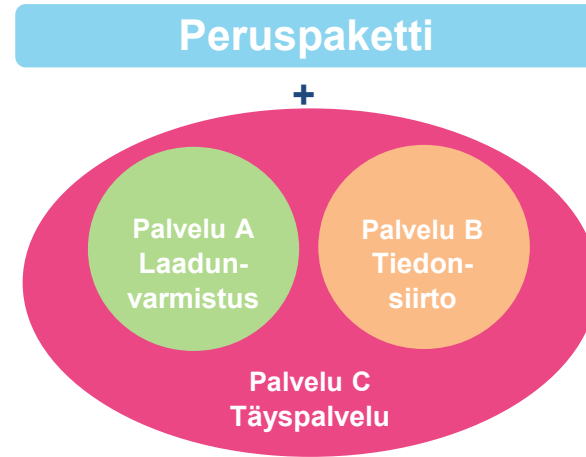 Peruspaketti
+
Palvelu A
Laadun-
varmistus
Palvelu B
Tiedon-
siirto
Palvelu C
Täyspalvelu